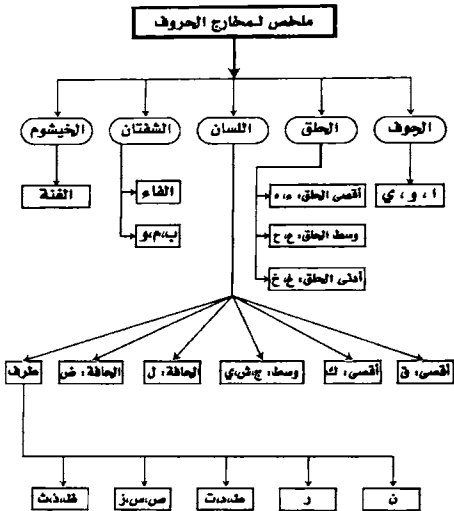 ملخص لمخارج الحروف
الجوف
الحلق
اللسان
الشفتان
الخيشوم
ا ، و ، ي
أقصى الحلق: ء، ه
وسط الحلق: ع، ح
أدنى الحلق: غ، خ
الفاء
ب، م، و
الغنة
أقصى: ق
أقصى: ك
وسط: ج، ش، ي
الحافة: ل
الحافة: ض
طرف
ن
ر
ط، د، ت
ص، س، ز
ظ، ذ، ث